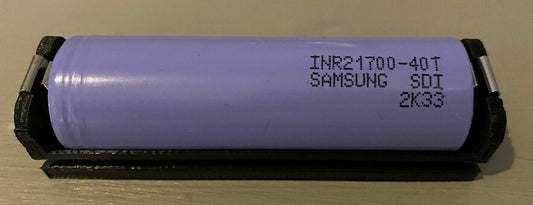 INR21700-40T
SAMSUNG SDI
2K33